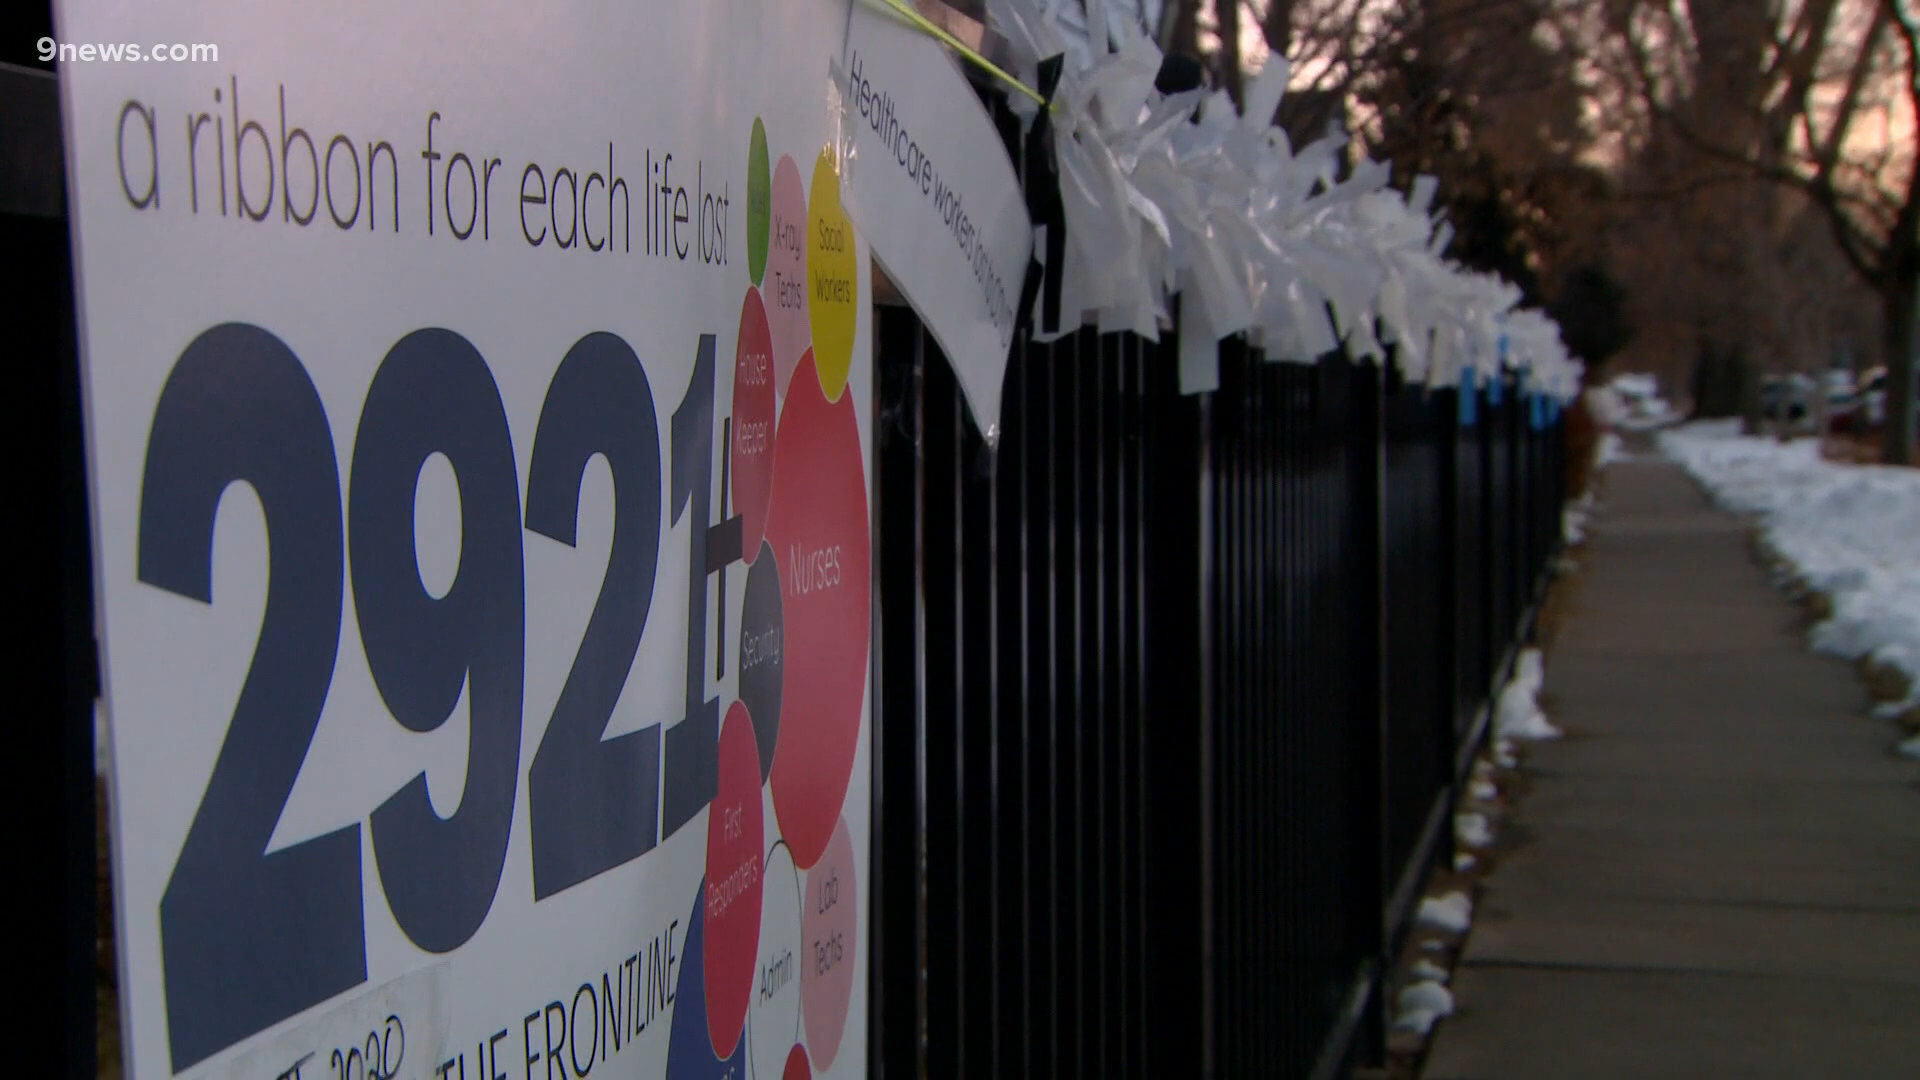 9news.com
a ribbon for each life lost
2921+
2020
THE FRONTLINE
X-ray
Techs
Social
Workers
House
Keeper
Nurses
Security
First
Responders
Admin
Lab
Techs
Healthcare workers lost to